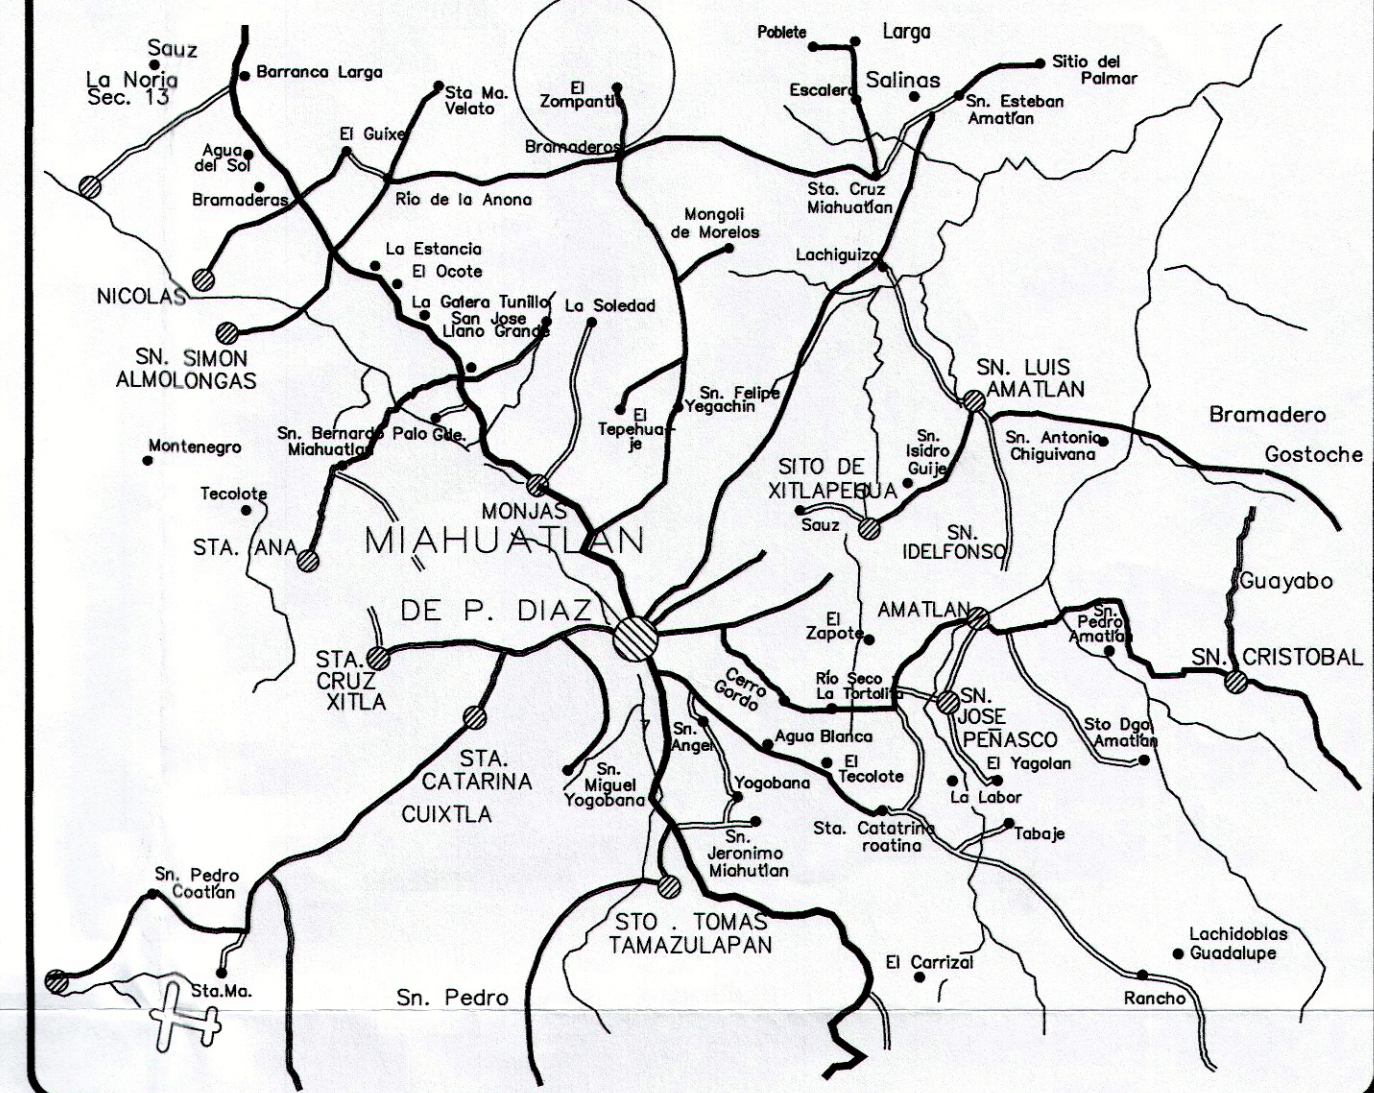 Sauz
La Noria
Sec. 13
Barranca Larga
Sta Ma.
Velato
El
Zompantle
Poblete
Larga
Escalera
Salinas
Sitio del
Palmar
Sn. Esteban
Amatlan
El Guixe
Agua
del Sol
Bramaderas
Bramaderos
Río de la Anona
Sta. Cruz
Miahuatlan
Mongoli
de Morelos
Lachiguizo
La Estancia
El Ocote
NICOLAS
La Galera Tunillo
San Jose
Llano Grande
La Soledad
SN. SIMON
ALMOLONGAS
SN. LUIS
AMATLAN
Sn. Felipe
Yegachin
El
Tepehua-
je
Bramadero
Gostoche
Sn. Bernardo
Miahuatlan
Palo Gde.
Montenegro
Sn.
Isidro
Guije
Sn. Antonio
Chiguivana
SITO DE
XITLAPEHUA
Tecolote
MONJAS
Sauz
STA. ANA
MIAHUATLAN
SN.
IDELFONSO
Guayabo
DE P. DIAZ
El
Zapote
AMATLAN
Sn.
Pedro
Amatlan
STA.
CRUZ
XITLA
SN. CRISTOBAL
Cerro
Gordo
Río Seco
La Tortolita
SN.
JOSE
PEÑASCO
Sn.
Angel
Agua Blanca
Sto Dgo.
Amatlan
STA.
CATARINA
CUIXTLA
Sn.
Miguel
Yogobana
Yogobana
El
Tecolote
El Yagolan
La Labor
Sta. Catatrina
roatina
Tabaje
Sn.
Jeronimo
Miahutlan
Sn. Pedro
Coatlan
STO . TOMAS
TAMAZULAPAN
Lachidoblas
Guadalupe
El Carrizal
Sta.Ma.
Sn. Pedro
Rancho